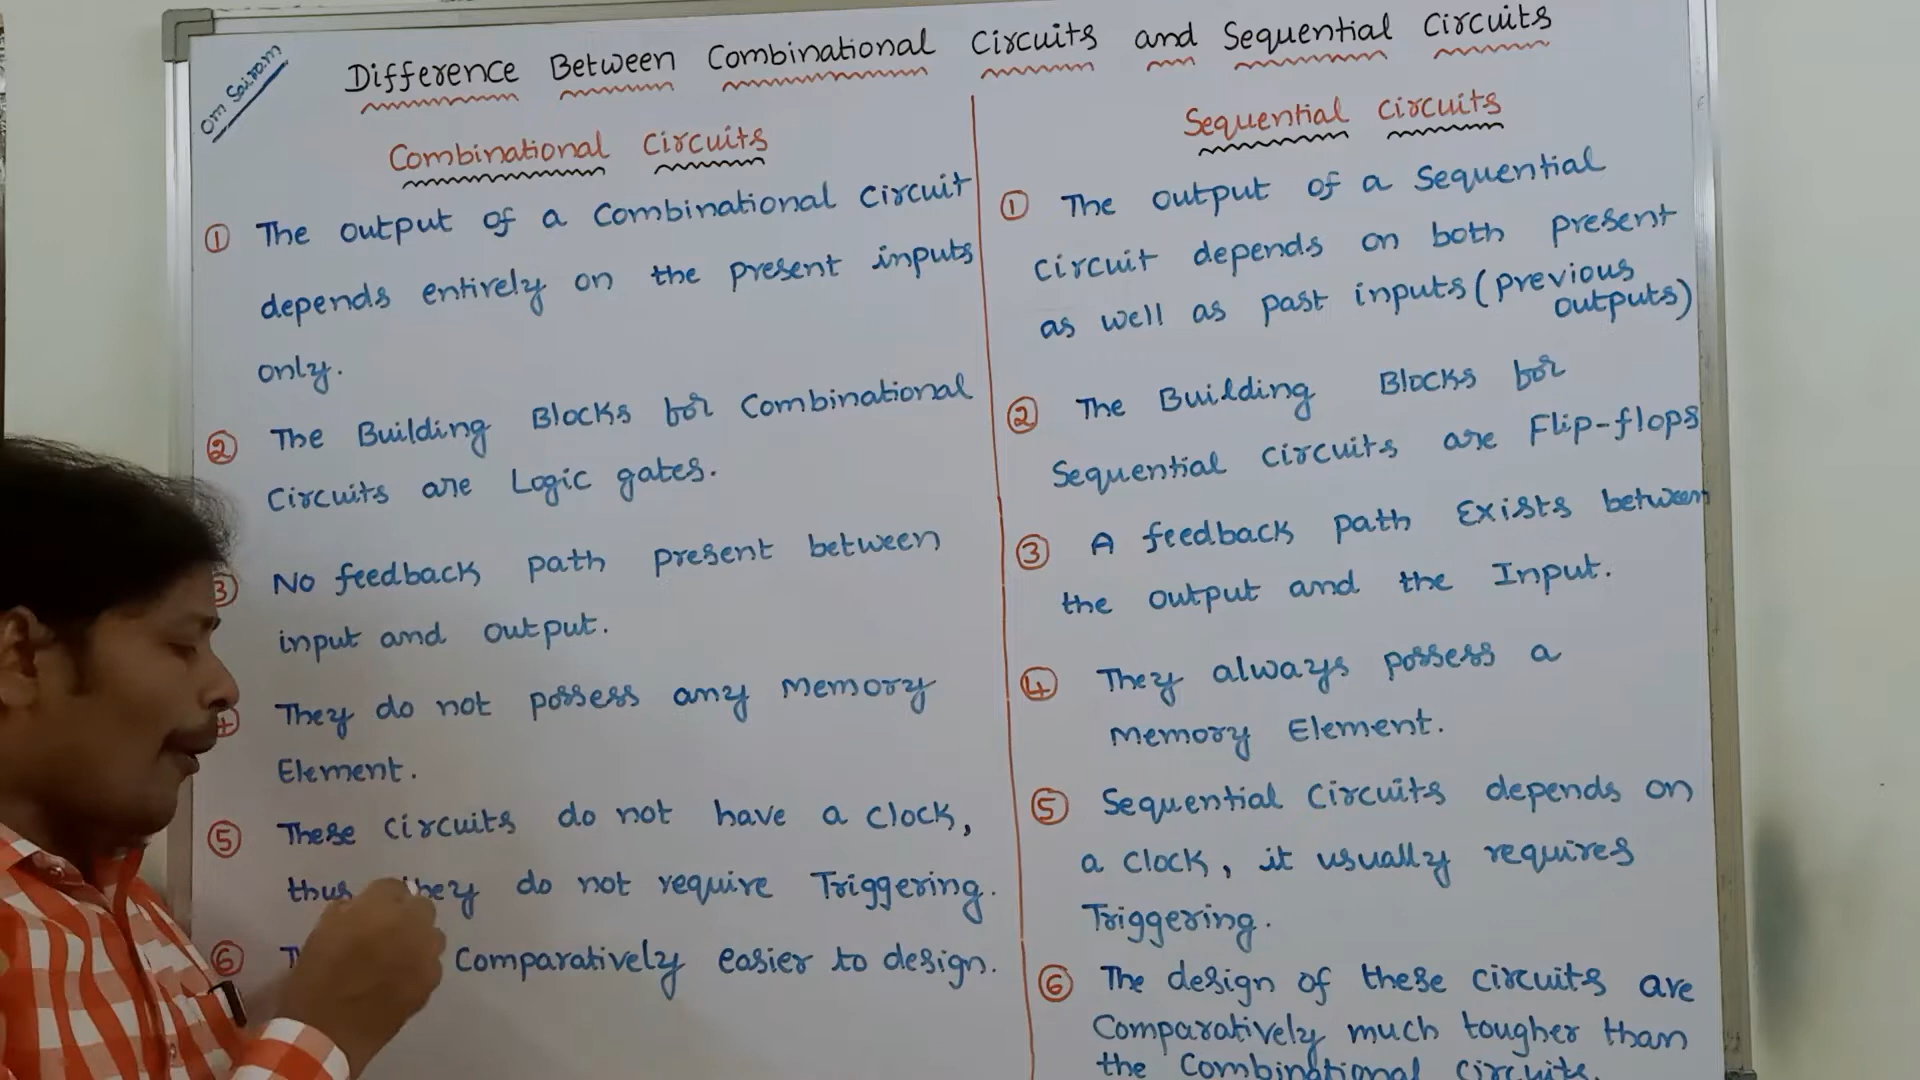 Om Sairam
Difference Between Combinational Circuits and Sequential Circuits
Combinational Circuits
① The output of a Combinational Circuit
depends entirely on the present inputs
only.
② The Building Blocks for Combinational
Circuits are Logic gates.
3 No feedback path present between
input and output.
They do not possess any Memory
Element.
⑤ These circuits do not have a clock,
thus they do not require Triggering.
⑥ Comparatively easier to design.
Sequential Circuits
① The output of a Sequential
circuit depends on both present
as well as past inputs (previous
outputs)
② The Building Blocks for
Sequential circuits are Flip-flops
③ A feedback path Exists between
the output and the Input.
④ They always possess a
Memory Element.
⑤ Sequential Circuits depends on
a clock, it usually requires
Triggering.
⑥ The design of these circuits are
Comparatively much tougher than
the Combinational circuits.